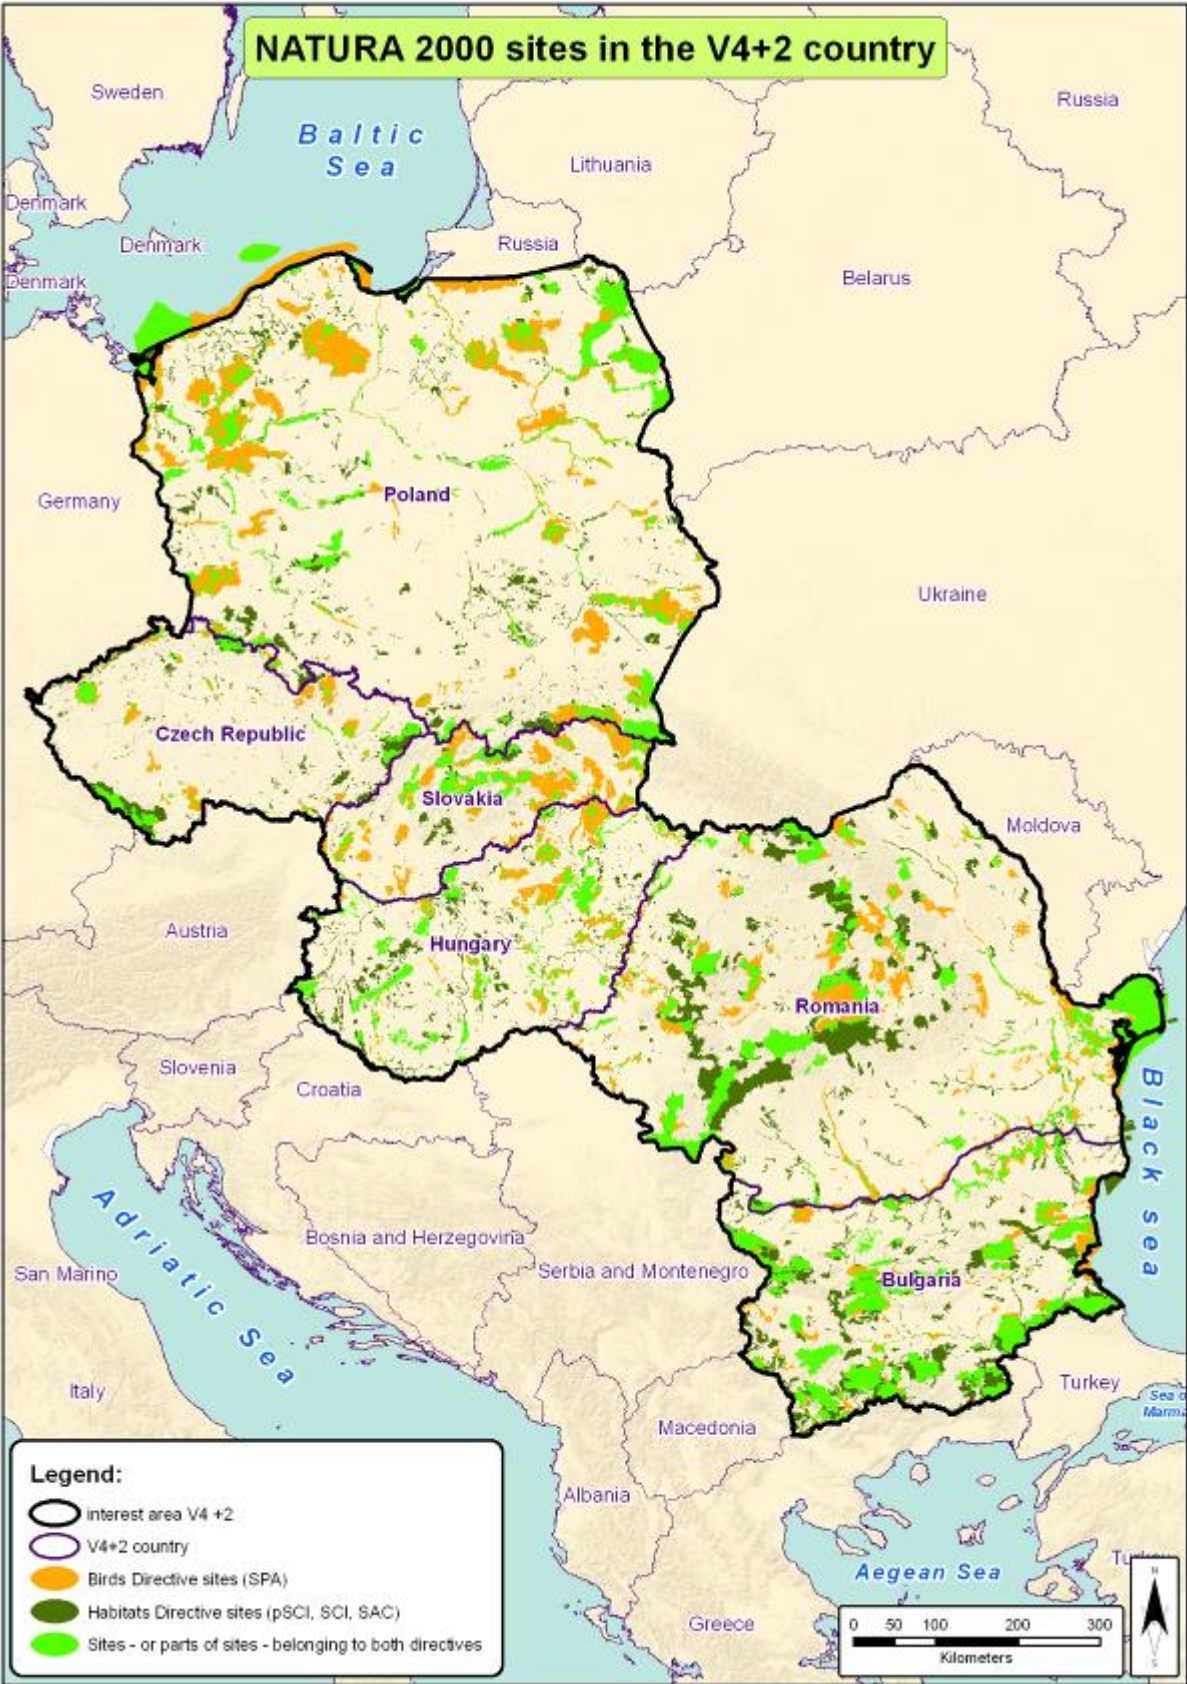 NATURA 2000 sites in the V4+2 country
Sweden
Russia
Baltic
Sea
Lithuania
Denmark
Denmark
Russia
Denmark
Belarus
Germany
Poland
Ukraine
Czech Republic
Slovakia
Moldova
Austria
Hungary
Romania
Slovenia
Croatia
Black sea
Adriatic Sea
Bosnia and Herzegovina
San Marino
Serbia and Montenegro
Bulgaria
Italy
Turkey
Sea o
Marma
Macedonia
Albania
Aegean Sea
Greece
Legend:
interest area V4 +2
V4+2 country
Birds Directive sites (SPA)
Habitats Directive sites (pSCI, SCI, SAC)
Sites - or parts of sites - belonging to both directives
0 50 100 200 300
Kilometers
N
S